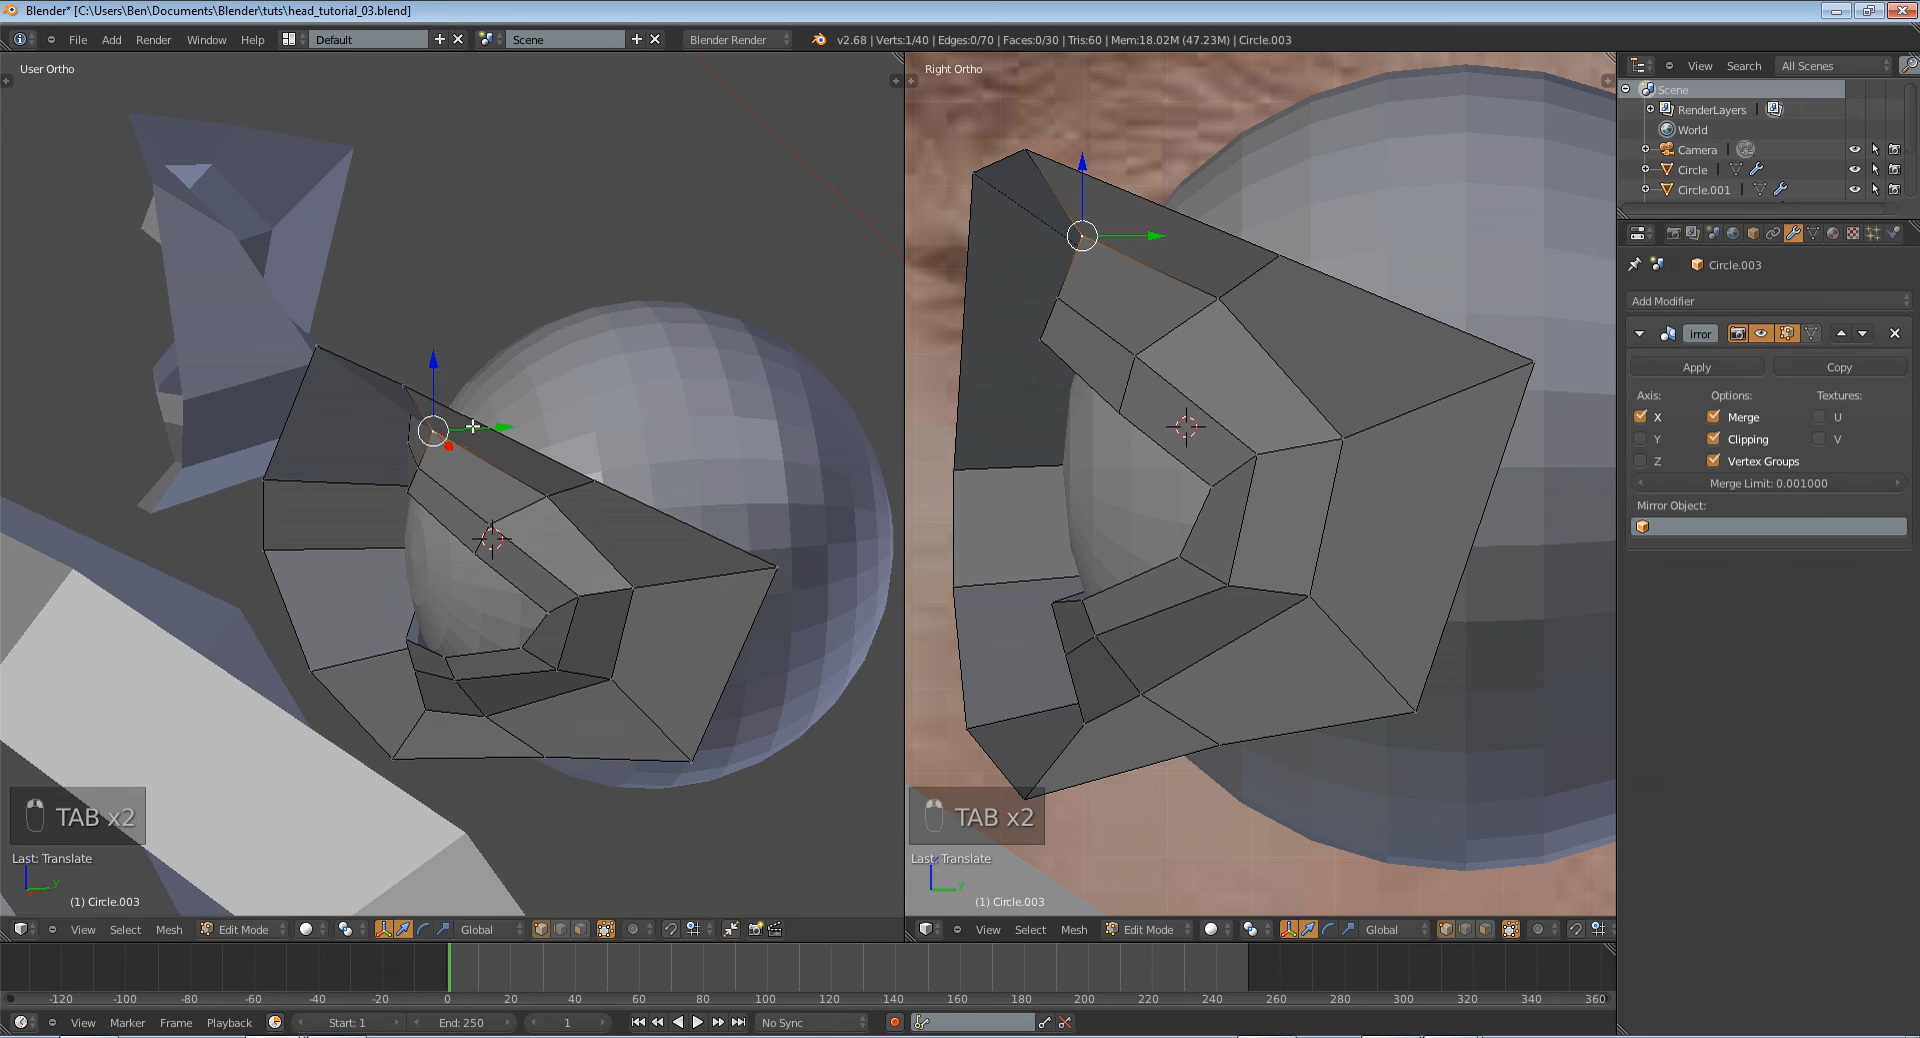 Blender* [C:\Users\Ben\Documents\Blender\tuts\head_tutorial_03.blend]
File Add Render Window Help Default Scene Blender Render v2.68 | Verts:1/40 | Edges:0/70 | Faces:0/30 | Tris:60 | Mem:18.02M (47.23M) | Circle.003
User Ortho
Right Ortho
View Search All Scenes
Scene
RenderLayers
World
Camera
Circle
Circle.001
Circle.003
Add Modifier
irror
Apply Copy
Axis: Options: Textures:
X Merge U
Y Clipping V
Z Vertex Groups
Merge Limit: 0.001000
Mirror Object:
TAB x2
TAB x2
Last: Translate
Last: Translate
y
y
(1) Circle.003
(1) Circle.003
View Select Mesh Edit Mode Global
View Select Mesh Edit Mode Global
-120 -100 -80 -60 -40 -20 0 20 40 60 80 100 120 140 160 180 200 220 240 260 280 300 320 340 360
View Marker Frame Playback Start: 1 End: 250 1 No Sync